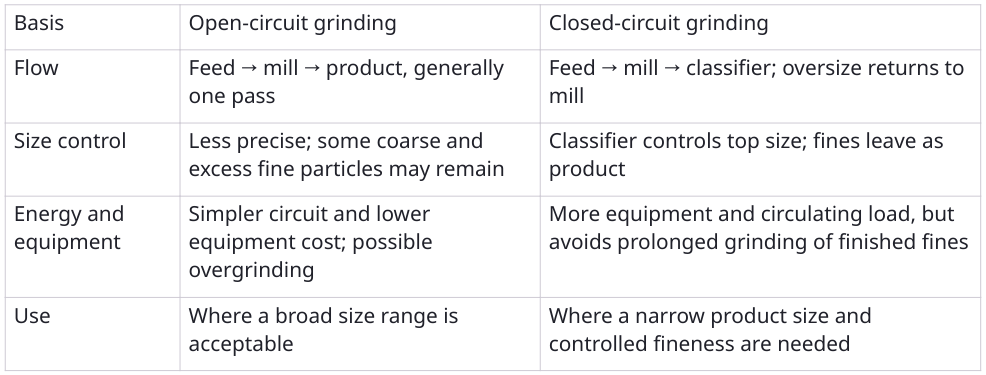 Basis
Open-circuit grinding
Closed-circuit grinding
Flow
Feed → mill → product, generally
one pass
Feed → mill → classifier; oversize returns to
mill
Size control
Less precise; some coarse and
excess fine particles may remain
Classifier controls top size; fines leave as
product
Energy and
equipment
Simpler circuit and lower
equipment cost; possible
overgrinding
More equipment and circulating load, but
avoids prolonged grinding of finished fines
Use
Where a broad size range is
acceptable
Where a narrow product size and
controlled fineness are needed